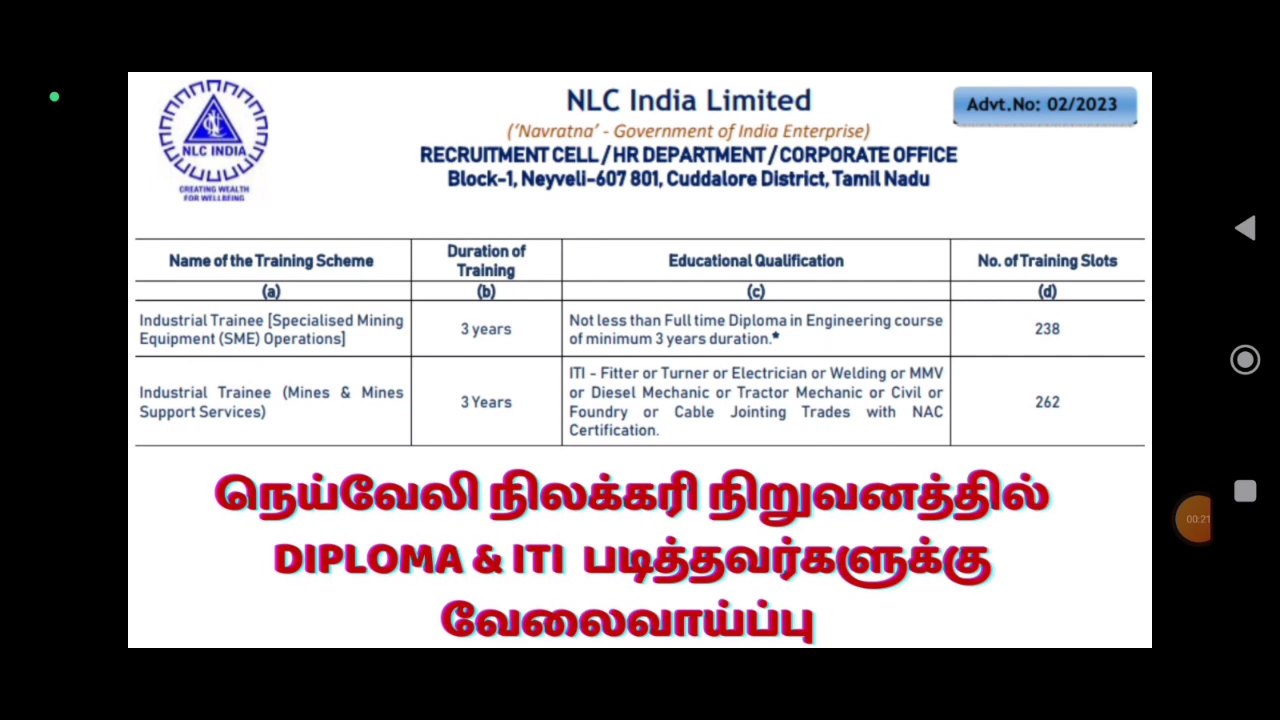 NLC INDIA
CREATING WEALTH
FOR WELLBEING
NLC India Limited
('Navratna' - Government of India Enterprise)
RECRUITMENT CELL / HR DEPARTMENT / CORPORATE OFFICE
Block-1, Neyveli-607 801, Cuddalore District, Tamil Nadu
Advt.No: 02/2023
Name of the Training Scheme
Duration of
Training
Educational Qualification
No. of Training Slots
(a)
(b)
(c)
(d)
Industrial Trainee [Specialised Mining
Equipment (SME) Operations]
3 years
Not less than Full time Diploma in Engineering course
of minimum 3 years duration.*
238
Industrial Trainee (Mines & Mines
Support Services)
3 Years
ITI - Fitter or Turner or Electrician or Welding or MMV
or Diesel Mechanic or Tractor Mechanic or Civil or
Foundry or Cable Jointing Trades with NAC
Certification.
262
நெய்வேலி நிலக்கரி நிறுவனத்தில்
DIPLOMA & ITI படித்தவர்களுக்கு
வேலைவாய்ப்பு
00:21